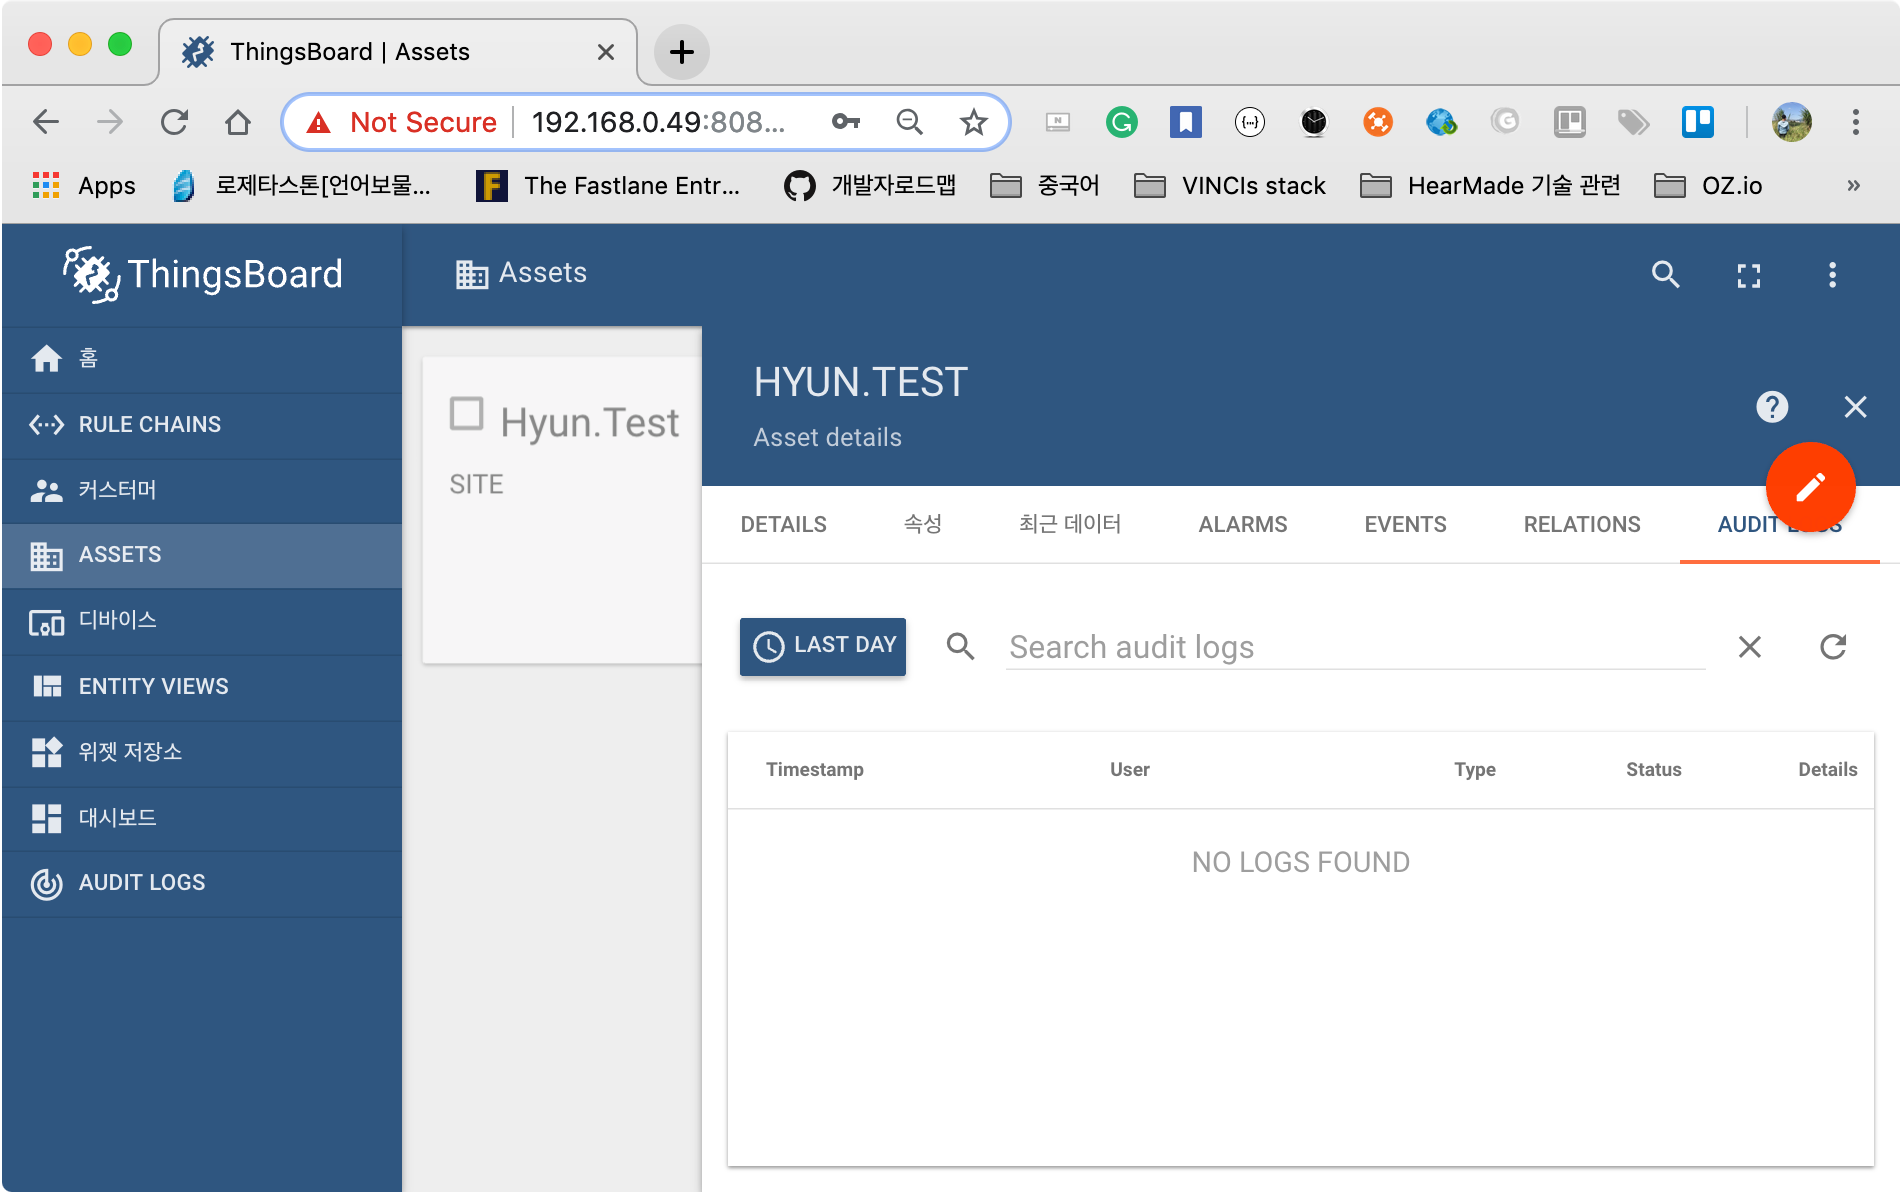 ThingsBoard | Assets
Not Secure 192.168.0.49:808...
Apps 로제타스톤[언어보물... The Fastlane Entr... 개발자로드맵 중국어 VINCIs stack HearMade 기술 관련 OZ.io »
ThingsBoard
Assets
홈
RULE CHAINS
커스터머
ASSETS
디바이스
ENTITY VIEWS
위젯 저장소
대시보드
AUDIT LOGS
Hyun.Test
SITE
HYUN.TEST
Asset details
DETAILS 속성 최근 데이터 ALARMS EVENTS RELATIONS AUDIT LOGS
LAST DAY Search audit logs
Timestamp User Type Status Details
NO LOGS FOUND